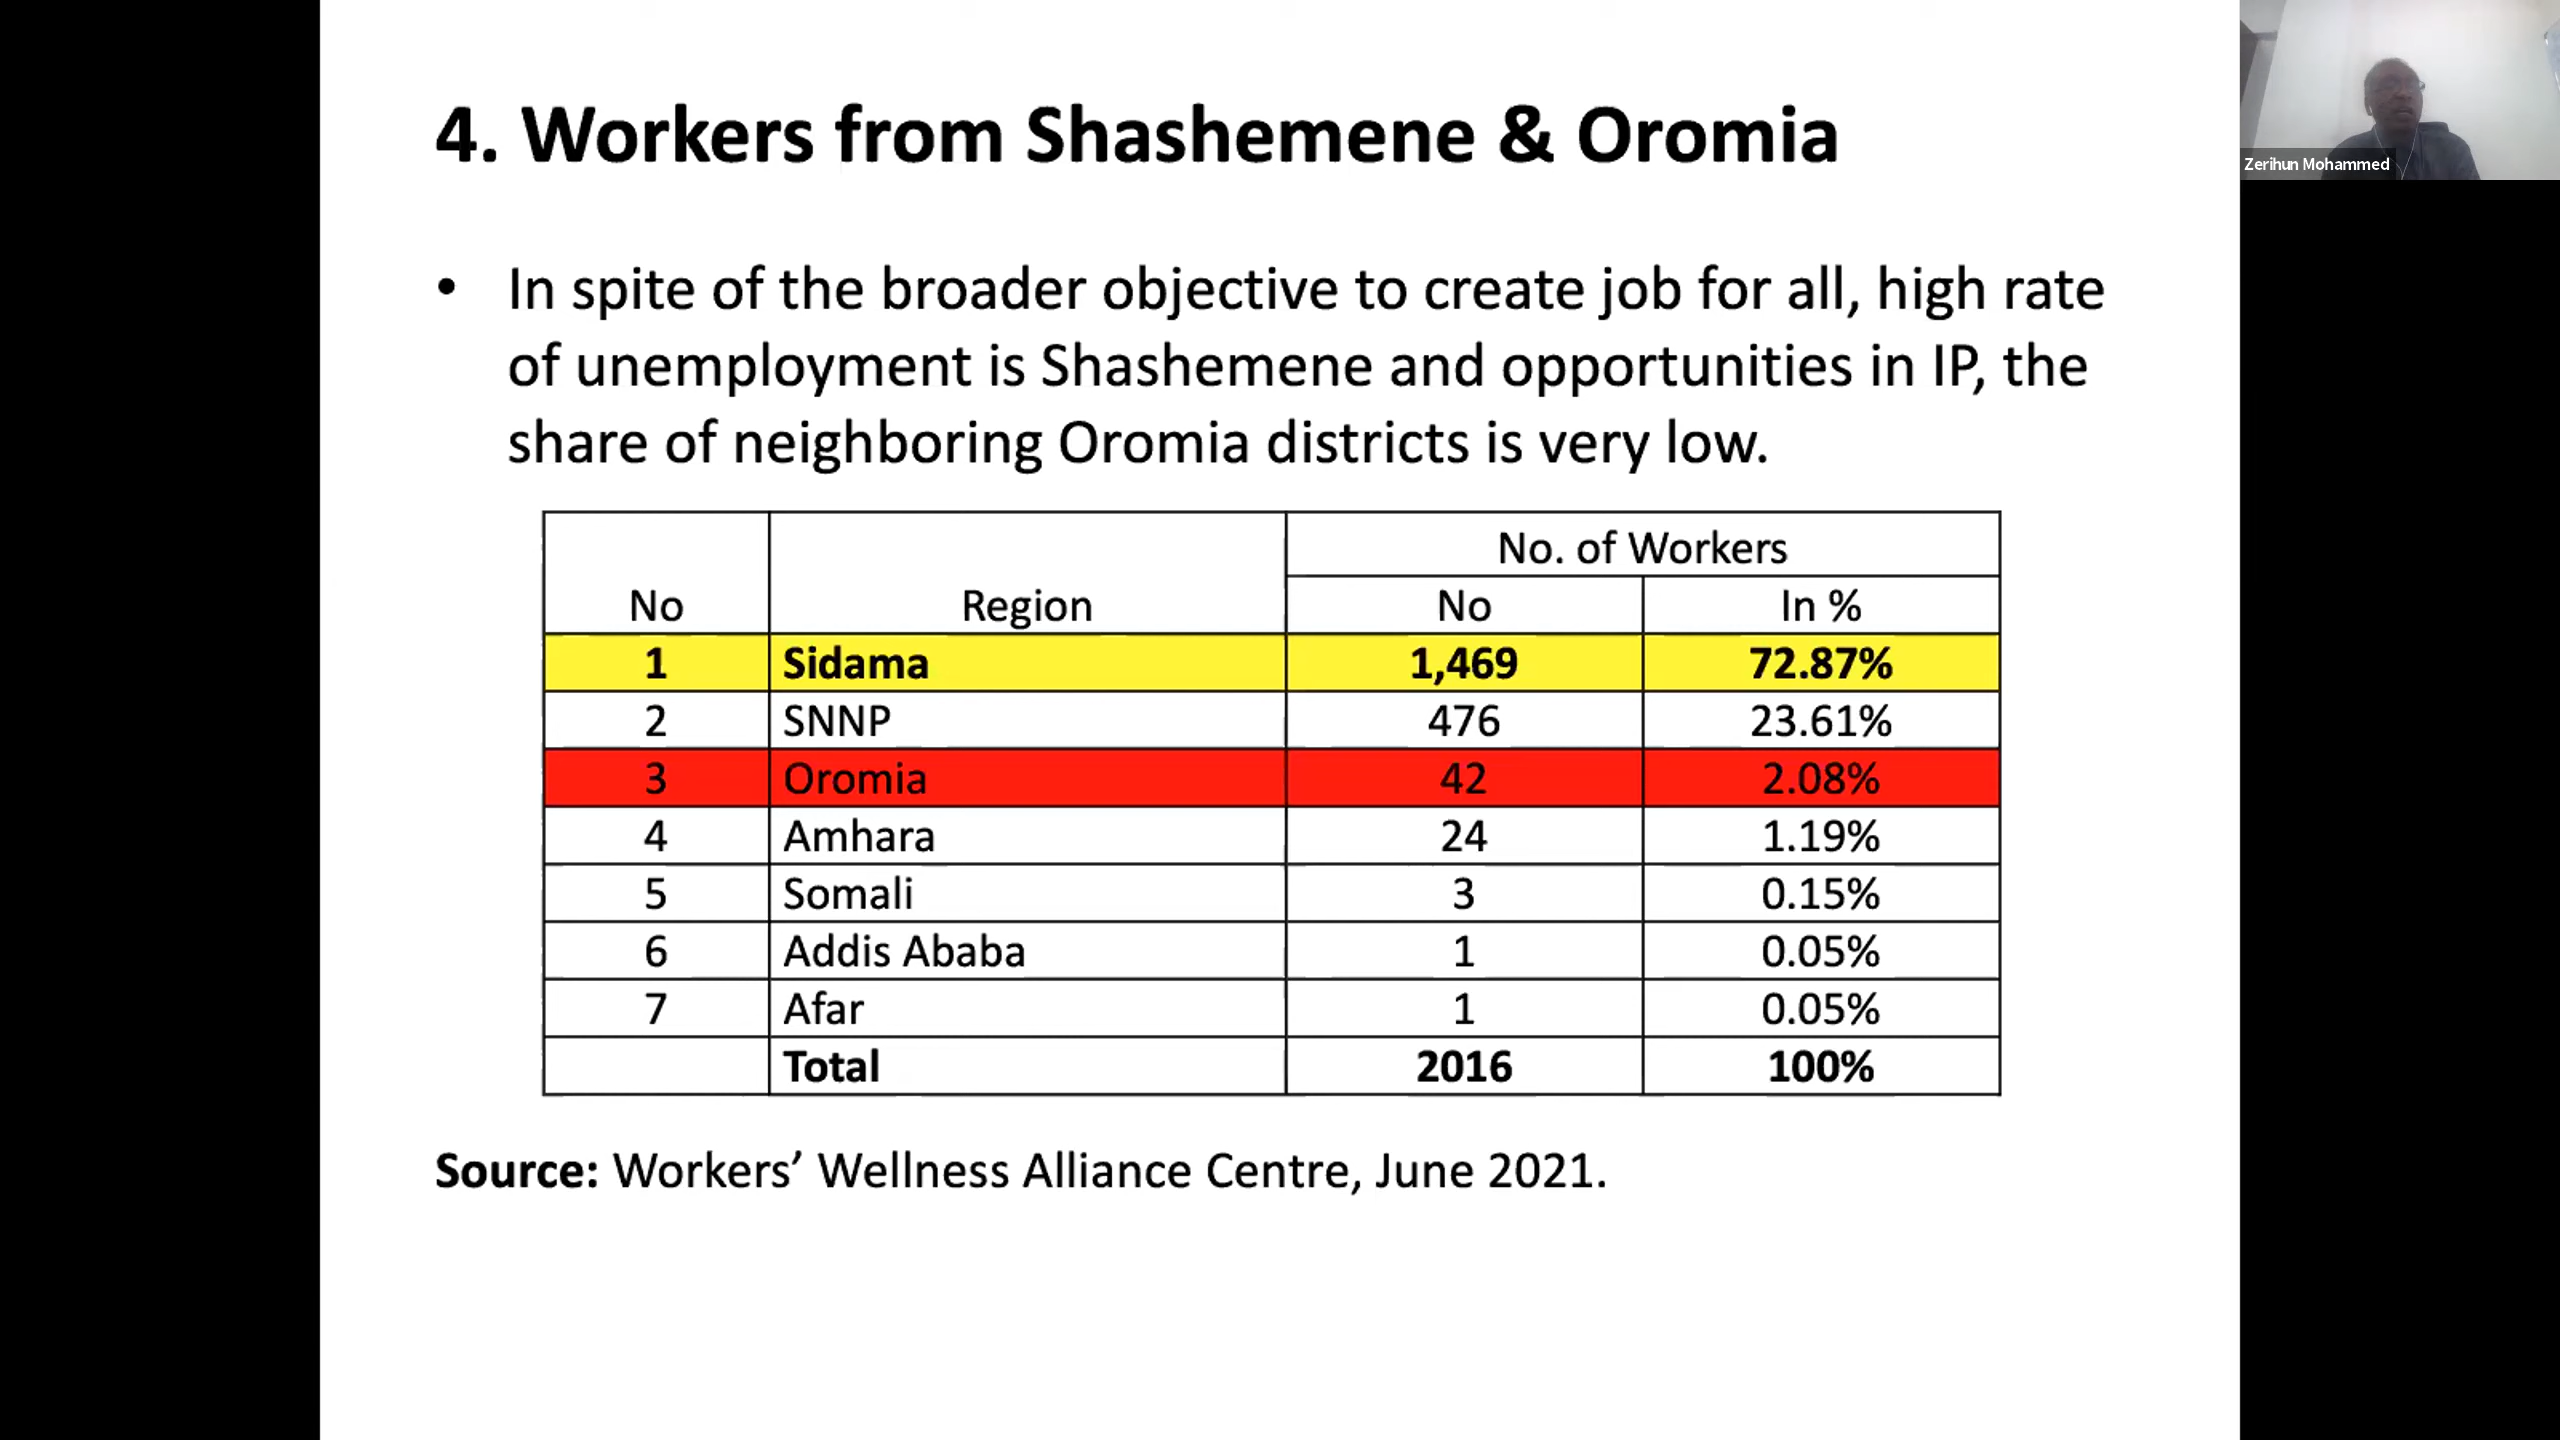 4. Workers from Shashemene & Oromia
Zerihun Mohammed
• In spite of the broader objective to create job for all, high rate
of unemployment is Shashemene and opportunities in IP, the
share of neighboring Oromia districts is very low.
No. of Workers
No Region No In %
1 Sidama 1,469 72.87%
2 SNNP 476 23.61%
3 Oromia 42 2.08%
4 Amhara 24 1.19%
5 Somali 3 0.15%
6 Addis Ababa 1 0.05%
7 Afar 1 0.05%
Total 2016 100%
Source: Workers’ Wellness Alliance Centre, June 2021.